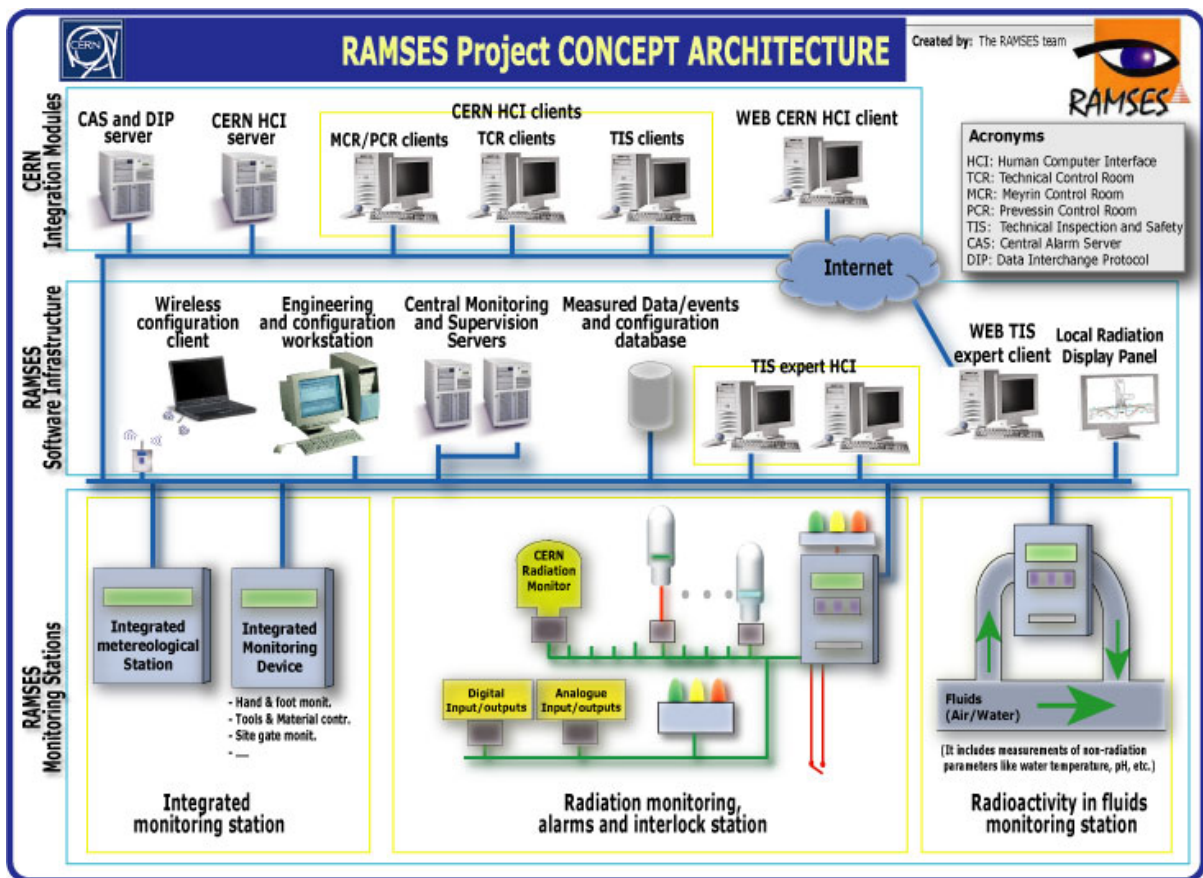 CERN
RAMSES Project CONCEPT ARCHITECTURE
Created by: The RAMSES team
RAMSES
Acronyms
HCI: Human Computer Interface
TCR: Technical Control Room
MCR: Meyrin Control Room
PCR: Prevessin Control Room
TIS: Technical Inspection and Safety
CAS: Central Alarm Server
DIP: Data Interchange Protocol
CERN
Integration Modules
CAS and DIP
server
CERN HCI
server
CERN HCI clients
MCR/PCR clients
TCR clients
TIS clients
WEB CERN HCI client
Internet
RAMSES
Software Infrastructure
Wireless
configuration
client
Engineering
and configuration
workstation
Central Monitoring
and Supervision
Servers
Measured Data/events
and configuration
database
TIS expert HCI
WEB TIS
expert client
Local Radiation
Display Panel
RAMSES
Monitoring Stations
Integrated
metereological
Station
Integrated
Monitoring
Device
- Hand & foot monit.
- Tools & Material contr.
- Site gate monit.
- ....
Integrated
monitoring station
CERN
Radiation
Monitor
Digital
Input/outputs
Analogue
Input/outputs
Radiation monitoring,
alarms and interlock station
Fluids
(Air/Water)
(It includes measurements of non-radiation
parameters like water temperature, pH, etc.)
Radioactivity in fluids
monitoring station